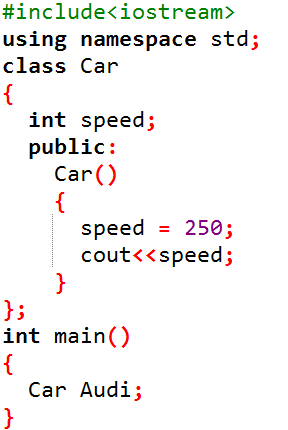 #include<iostream>
using namespace std;
class Car
{
  int speed;
  public:
    Car()
    {
      speed = 250;
      cout<<speed;
    }
};
int main()
{
  Car Audi;
}